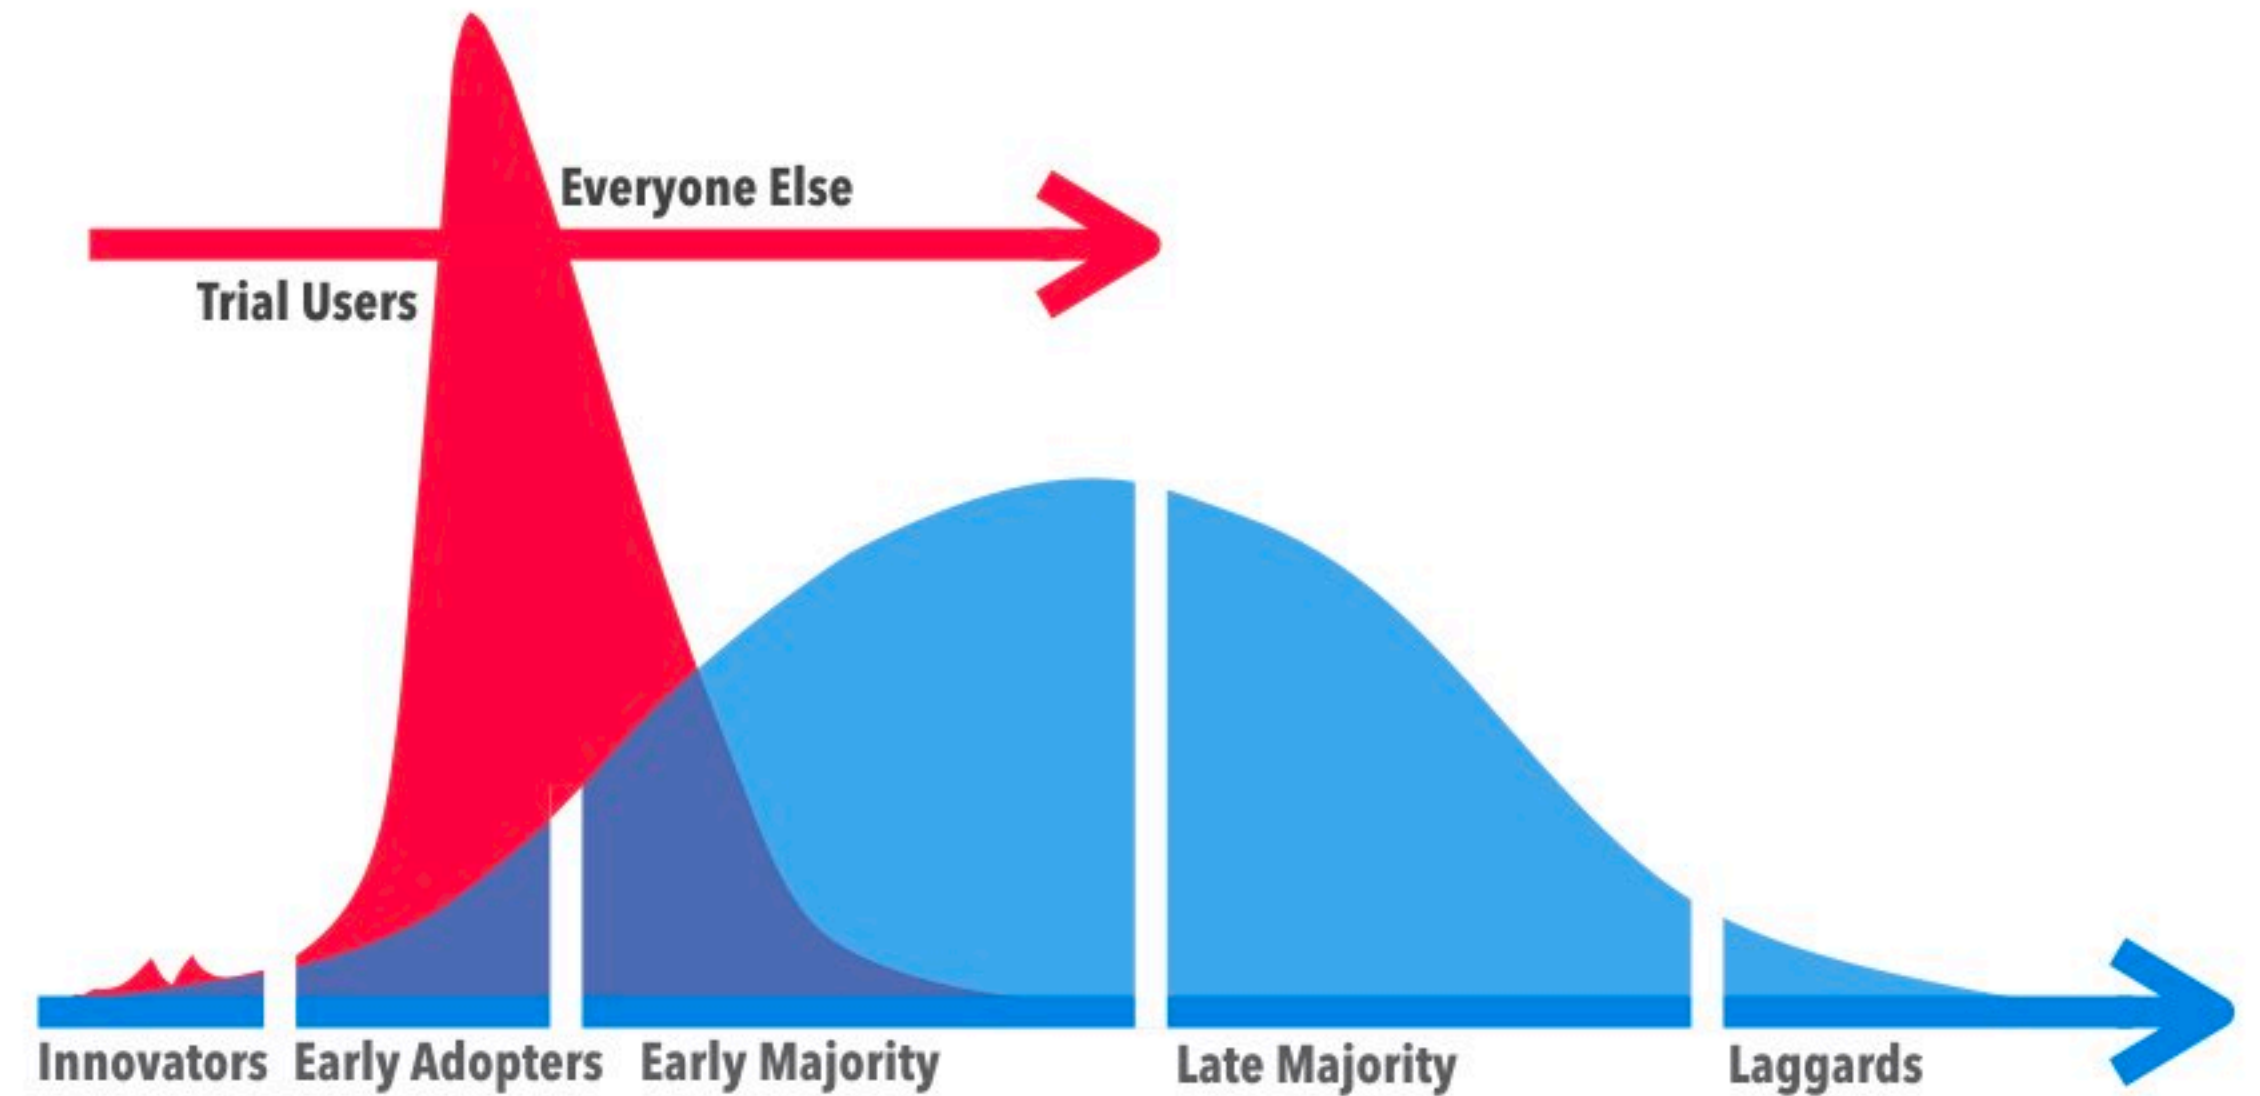 Everyone Else
Trial Users
Innovators
Early Adopters
Early Majority
Late Majority
Laggards